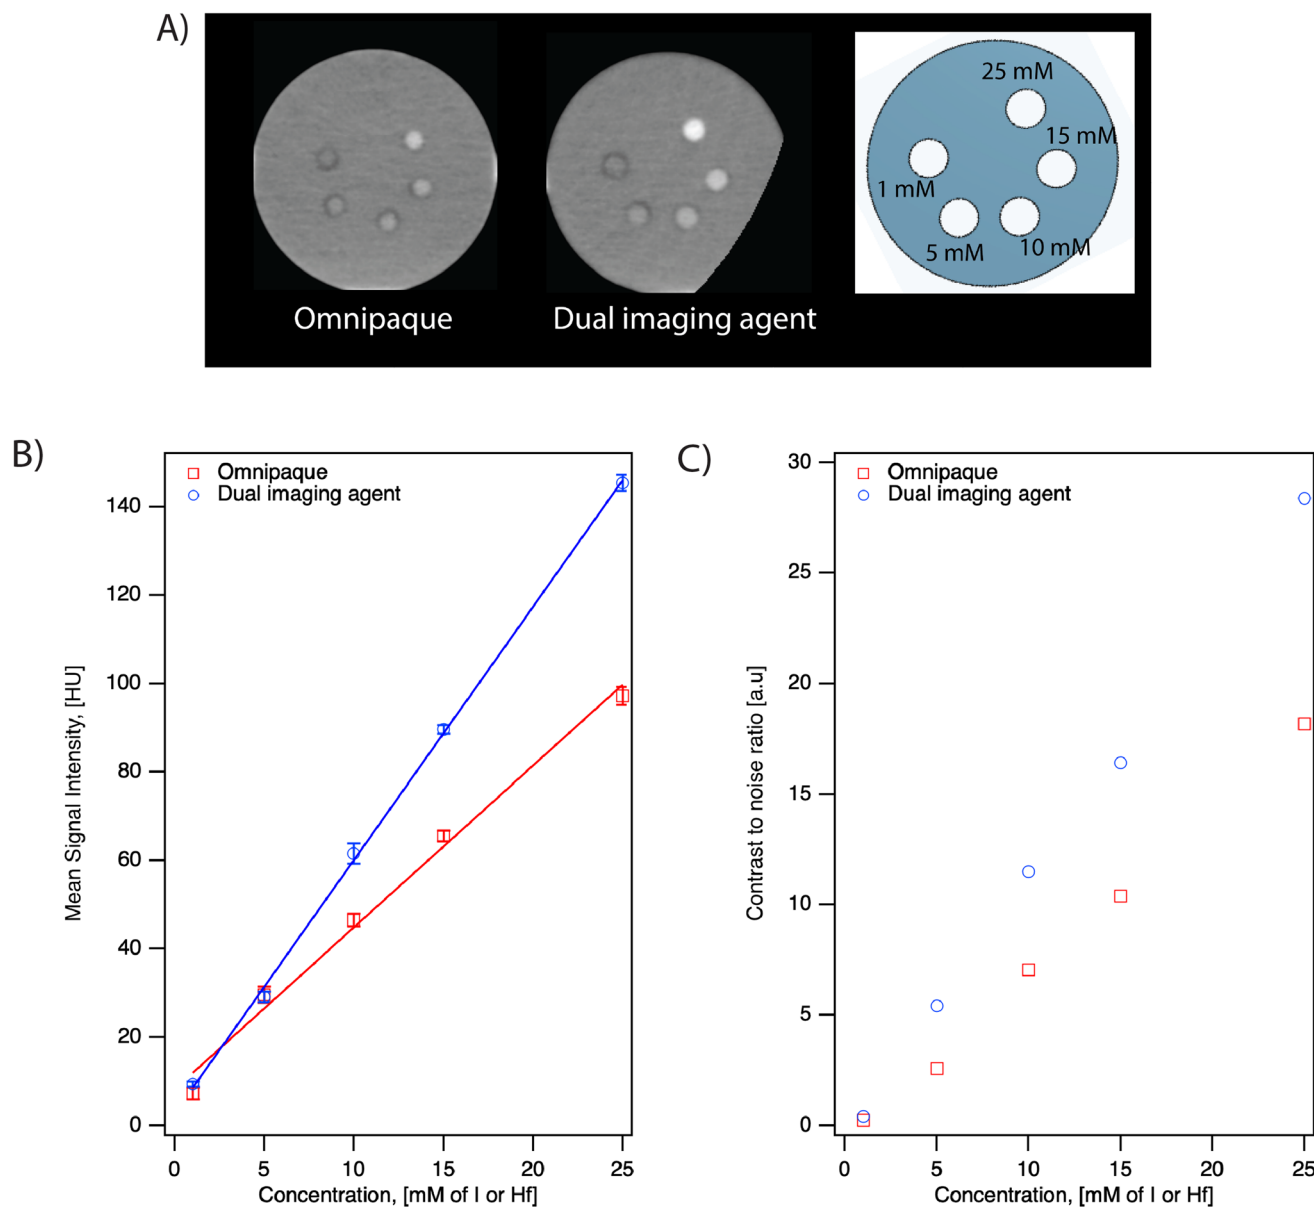 A)
25 mM
15 mM
1 mM
5 mM
10 mM
Omnipaque
Dual imaging agent
B)
Omnipaque
Dual imaging agent
140
120
100
80
60
40
20
0
Mean Signal Intensity, [HU]
0
5
10
15
20
25
Concentration, [mM of I or Hf]
C)
Omnipaque
Dual imaging agent
30
25
20
15
10
5
0
Contrast to noise ratio [a.u]
0
5
10
15
20
25
Concentration, [mM of I or Hf]